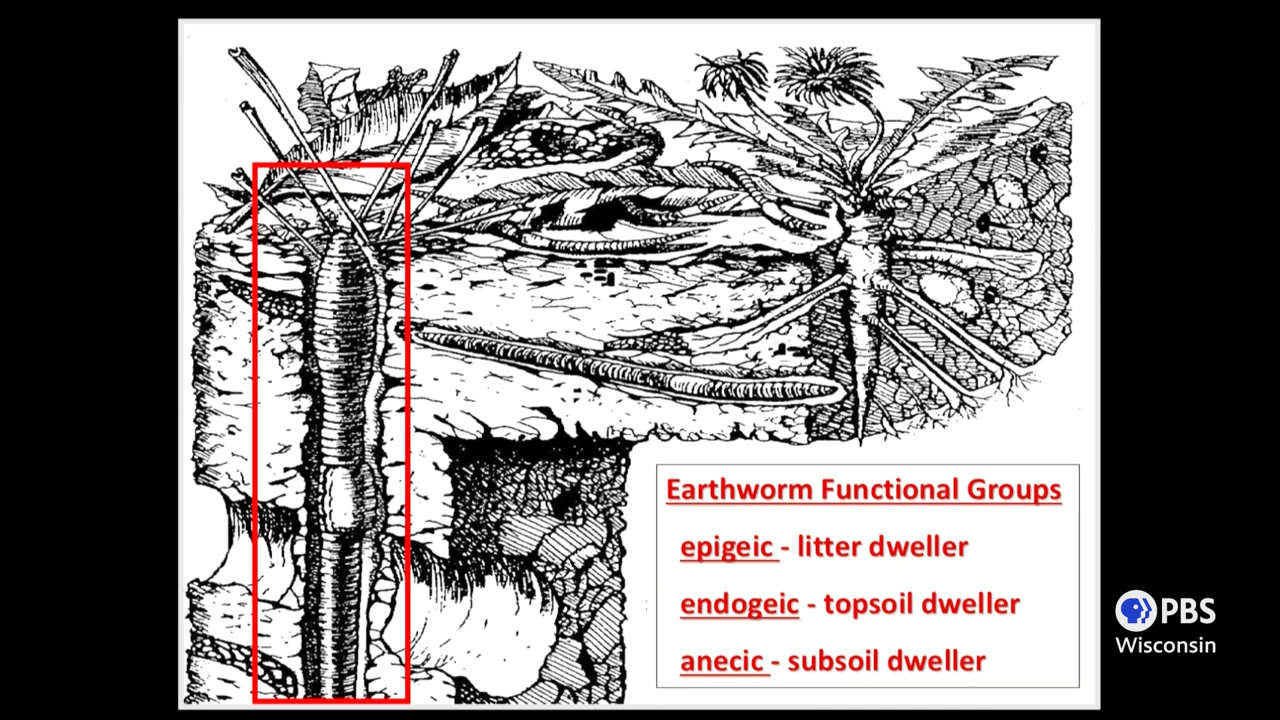 Earthworm Functional Groups
epigeic - litter dweller
endogeic - topsoil dweller
anecic - subsoil dweller
PBS
Wisconsin